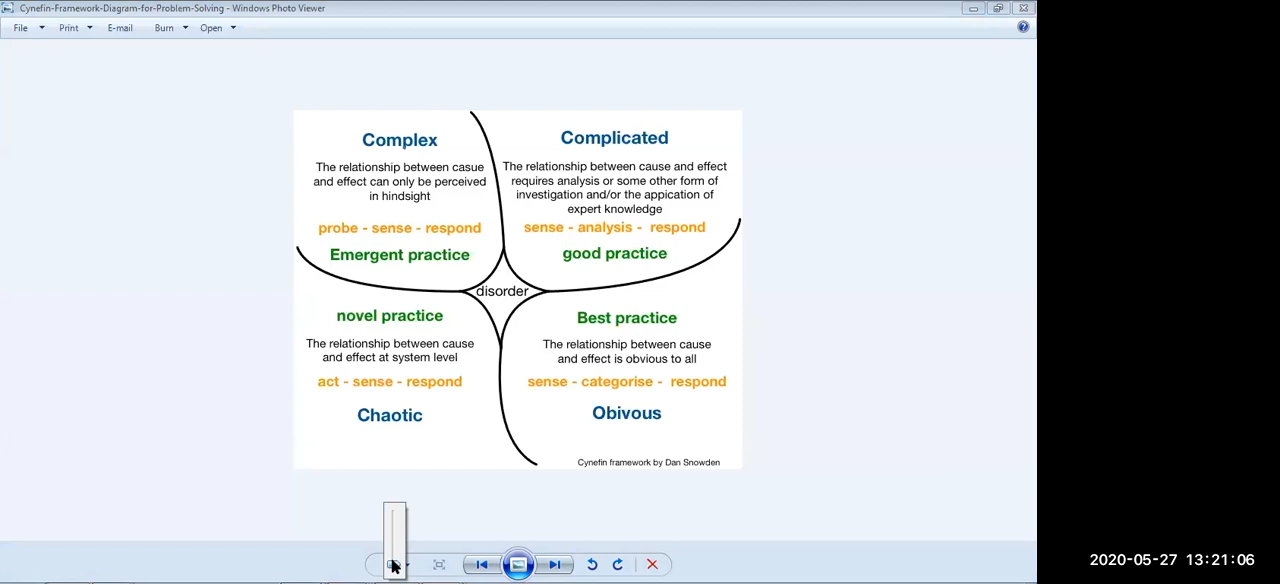 Cynefin-Framework-Diagram-for-Problem-Solving - Windows Photo Viewer
File Print E-mail Burn Open
Complex
The relationship between casue
and effect can only be perceived
in hindsight
probe - sense - respond
Emergent practice
Complicated
The relationship between cause and effect
requires analysis or some other form of
investigation and/or the appication of
expert knowledge
sense - analysis - respond
good practice
disorder
novel practice
The relationship between cause
and effect at system level
act - sense - respond
Chaotic
Best practice
The relationship between cause
and effect is obvious to all
sense - categorise - respond
Obivous
Cynefin framework by Dan Snowden
2020-05-27 13:21:06